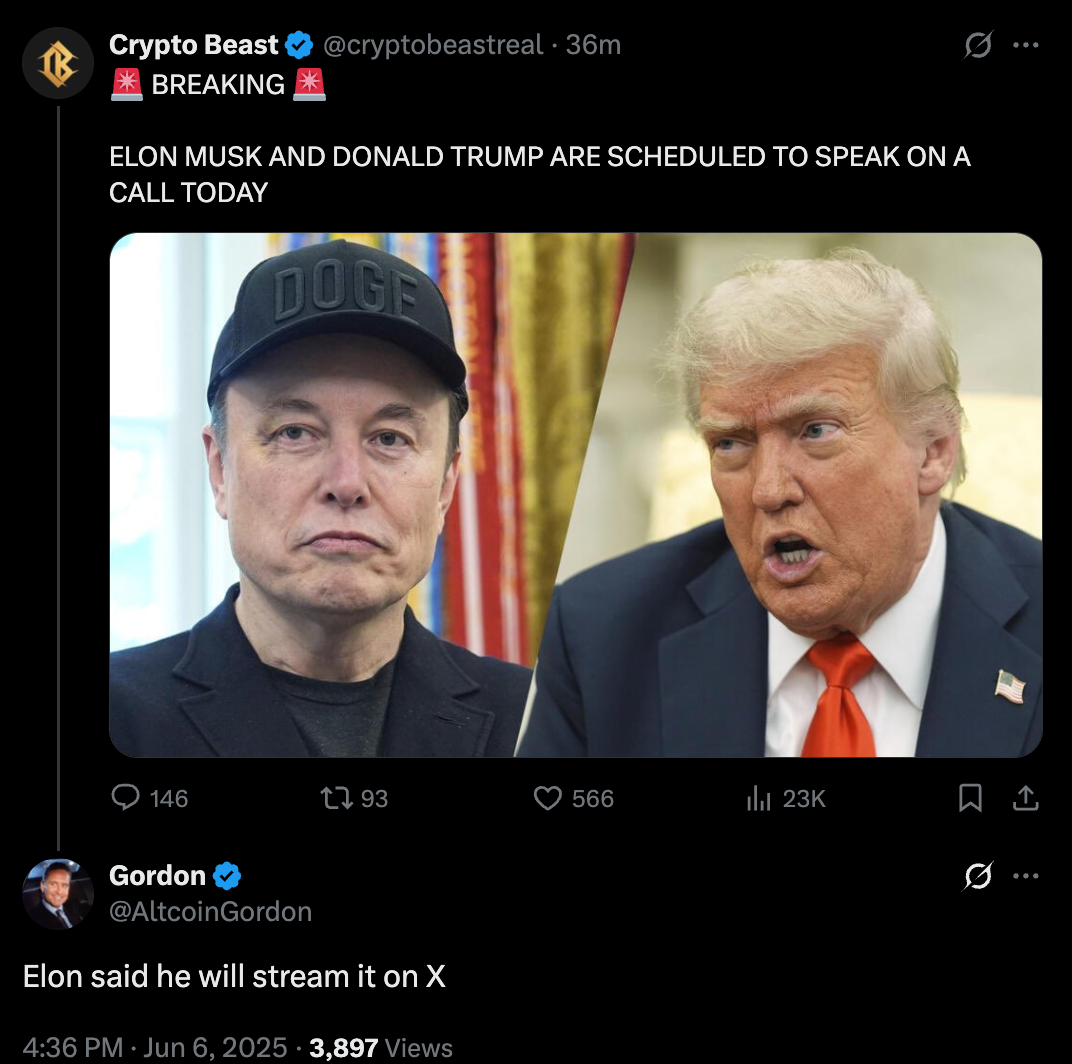 Crypto Beast @cryptobeastreal · 36m
🚨 BREAKING 🚨
ELON MUSK AND DONALD TRUMP ARE SCHEDULED TO SPEAK ON A
CALL TODAY
DOGE
146 93 566 23K
Gordon
@AltcoinGordon
Elon said he will stream it on X
4:36 PM · Jun 6, 2025 · 3,897 Views